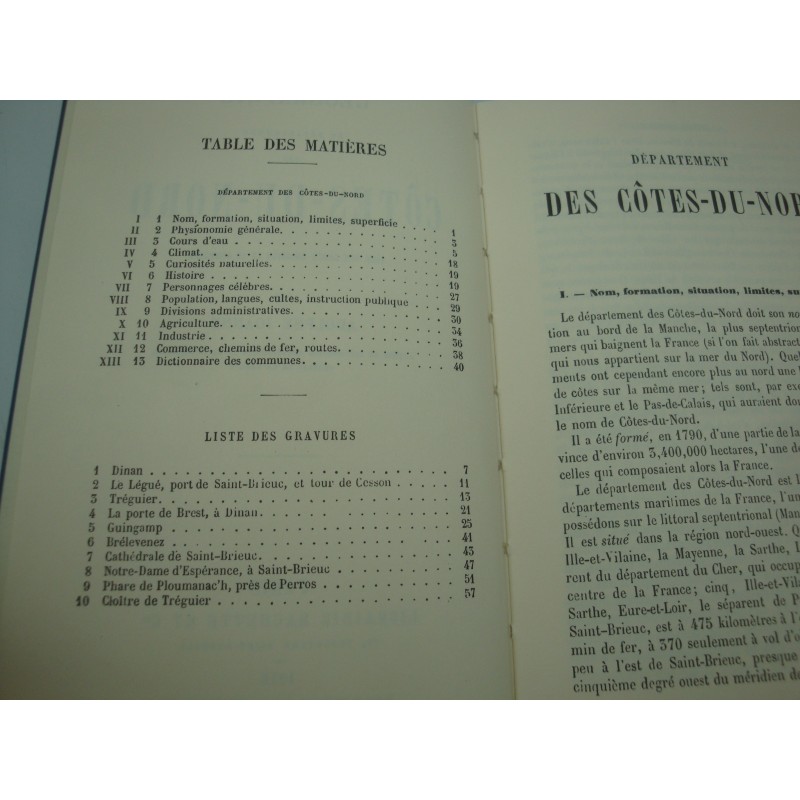 TABLE DES MATIÈRES
DÉPARTEMENT DES CÔTES-DU-NORD
I 1 Nom, formation, situation, limites, superficie . 1
II 2 Physionomie générale. 3
III 3 Cours d'eau 5
IV 4 Climat. 18
V 5 Curiosités naturelles. 19
VI 6 Histoire 19
VII 7 Personnages célèbres. 27
VIII 8 Population, langues, cultes, instruction publique 29
IX 9 Divisions administratives. 30
X 10 Agriculture. 34
XI 11 Industrie 36
XII 12 Commerce, chemins de fer, routes. 38
XIII 13 Dictionnaire des communes. 40
LISTE DES GRAVURES
1 Dinan 7
2 Le Légué, port de Saint-Brieuc, et tour de Cesson 11
3 Tréguier 13
4 La porte de Brest, à Dinan 21
5 Guingamp 25
6 Brélevenez 41
7 Cathédrale de Saint-Brieuc. 43
8 Notre-Dame d'Espérance, à Saint-Brieuc 47
9 Phare de Ploumanac'h, près de Perros 51
10 Cloître de Tréguier 57
DÉPARTEMENT
DES CÔTES-DU-NOR
I. — Nom, formation, situation, limites, su
Le département des Côtes-du-Nord doit son no
tion au bord de la Manche, la plus septentrion
mers qui baignent la France (si l'on fait abstract
qui nous appartient sur la mer du Nord). Quel
ments ont cependant encore plus au nord une
de côtes sur la même mer; tels sont, par exe
Inférieure et le Pas-de-Calais, qui auraient dou
le nom de Côtes-du-Nord.
Il a été formé, en 1790, d'une partie de la
vince d'environ 3,400,000 hectares, l'une d
celles qui composaient alors la France.
Le département des Côtes-du-Nord est l
départements maritimes de la France, l'un
possédons sur le littoral septentrional (Man
Il est situé dans la région nord-ouest.
Ille-et-Vilaine, la Mayenne, la Sarthe, l
rent du département du Cher, qui occup
centre de la France; cinq, Ille-et-Vila
Sarthe, Eure-et-Loir, le séparent de P
Saint-Brieuc, est à 475 kilomètres à l'o
min de fer, à 370 seulement à vol d'o
peu à l'est de Saint-Brieuc, presque
cinquième degré ouest du méridien de